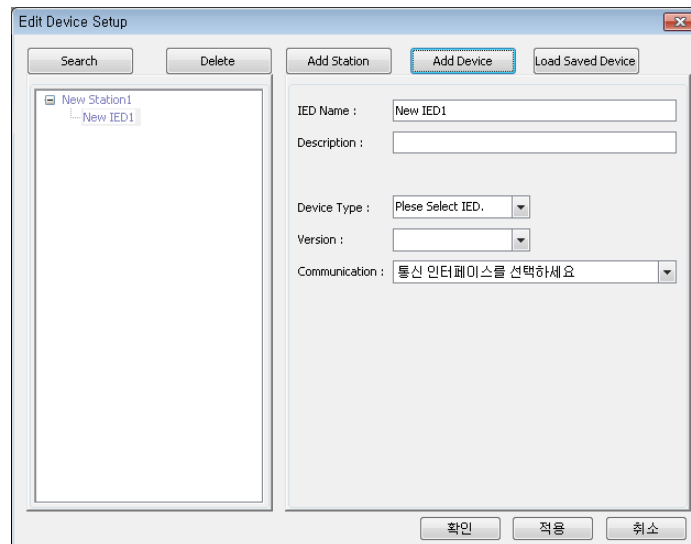 Edit Device Setup
Search Delete Add Station Add Device Load Saved Device
New Station1
New IED1
IED Name : New IED1
Description :
Device Type : Plese Select IED.
Version :
Communication : 통신 인터페이스를 선택하세요
확인 적용 취소